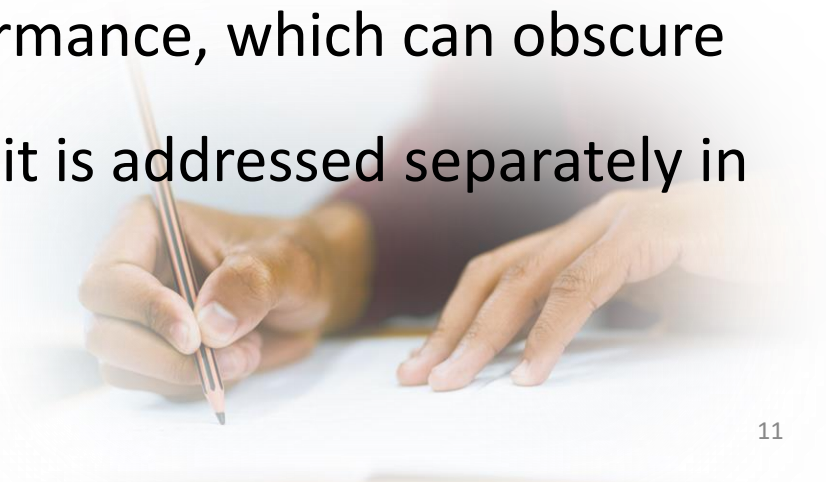 rmance, which can obscure
it is addressed separately in
11